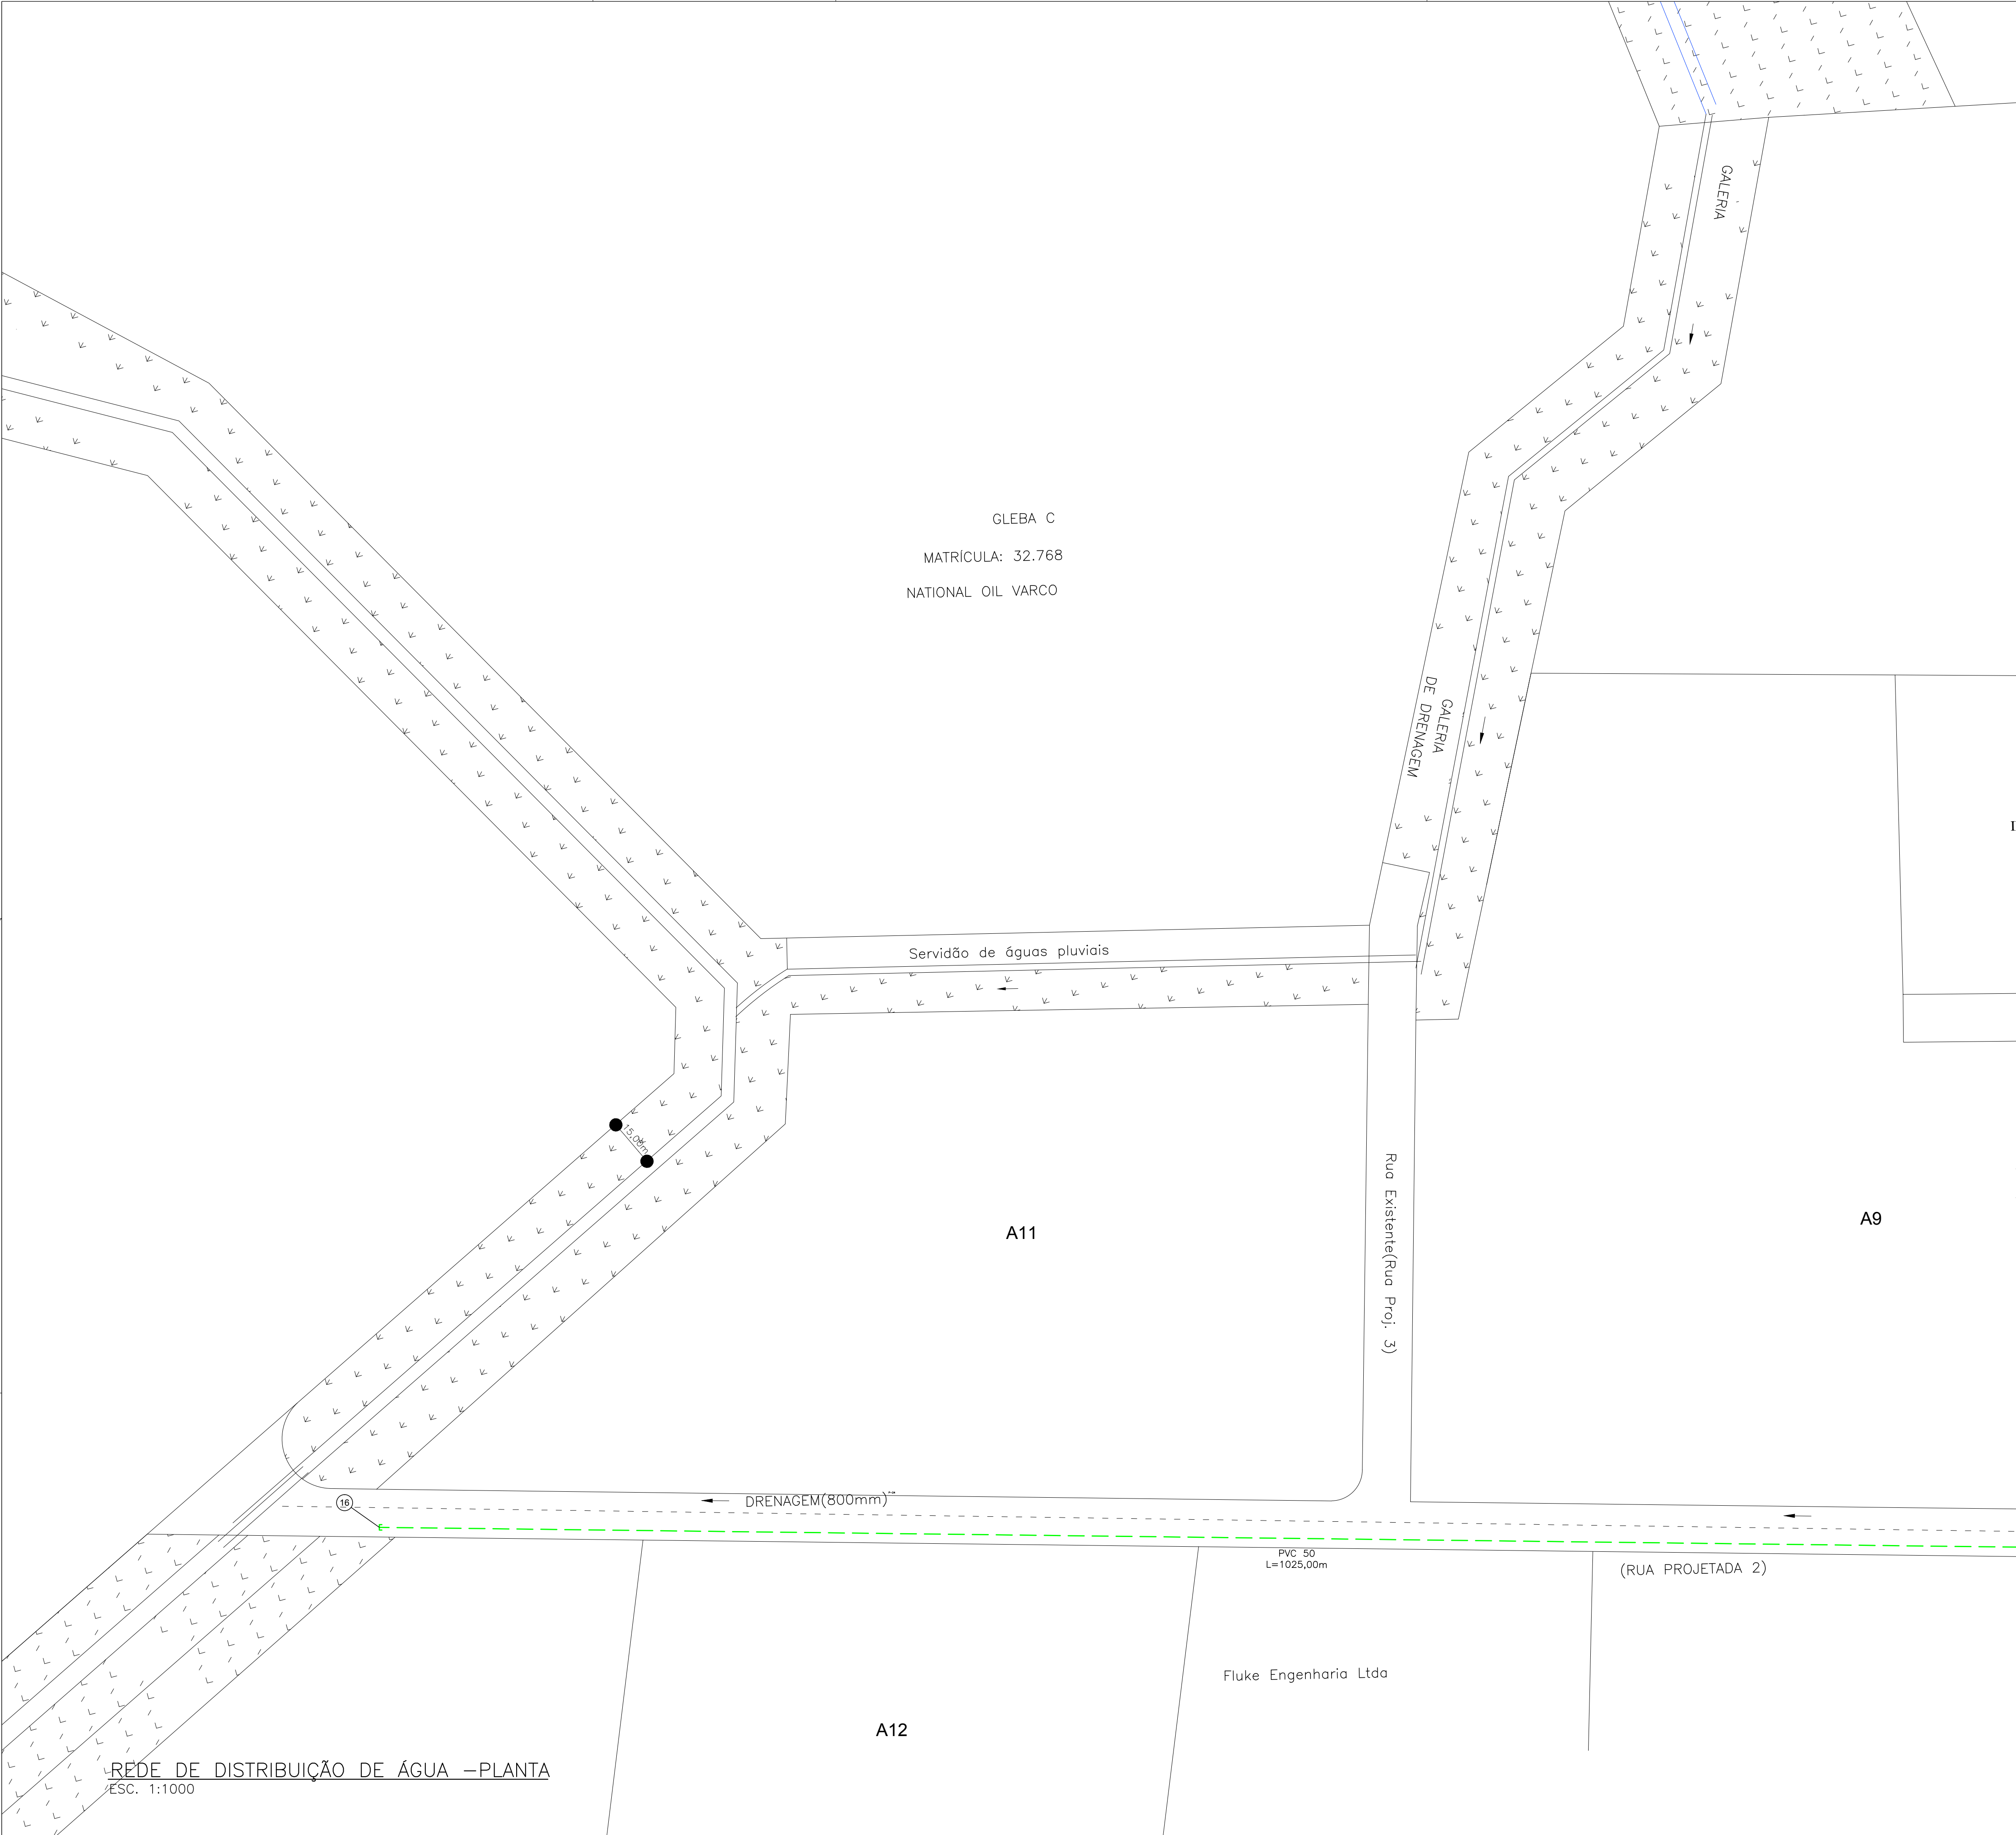 GALERIA
GLEBA C
MATRÍCULA: 32.768
NATIONAL OIL VARCO
GALERIA
DE DRENAGEM
Servidão de águas pluviais
15,00m
Rua Existente(Rua Proj. 3)
A11
A9
16
DRENAGEM(800mm)
PVC 50
L=1025,00m
(RUA PROJETADA 2)
Fluke Engenharia Ltda
A12
REDE DE DISTRIBUIÇÃO DE ÁGUA -PLANTA
ESC. 1:1000